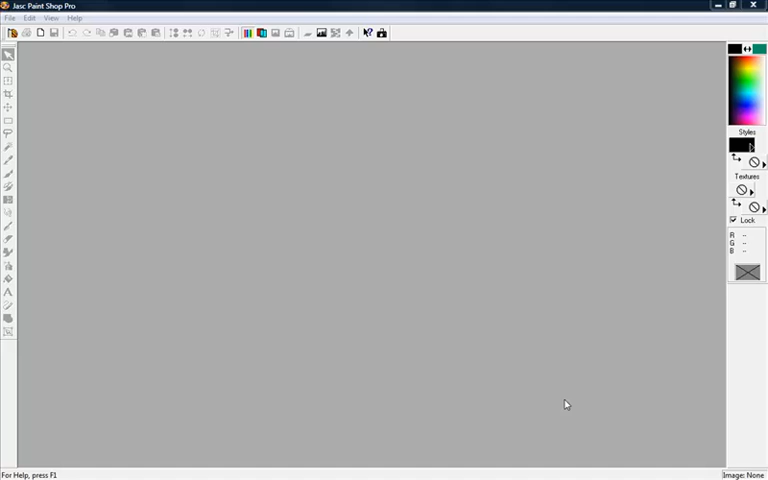 Jasc Paint Shop Pro
File Edit View Help
Styles
Textures
Lock
R --
G --
B --
For Help, press F1
Image: None